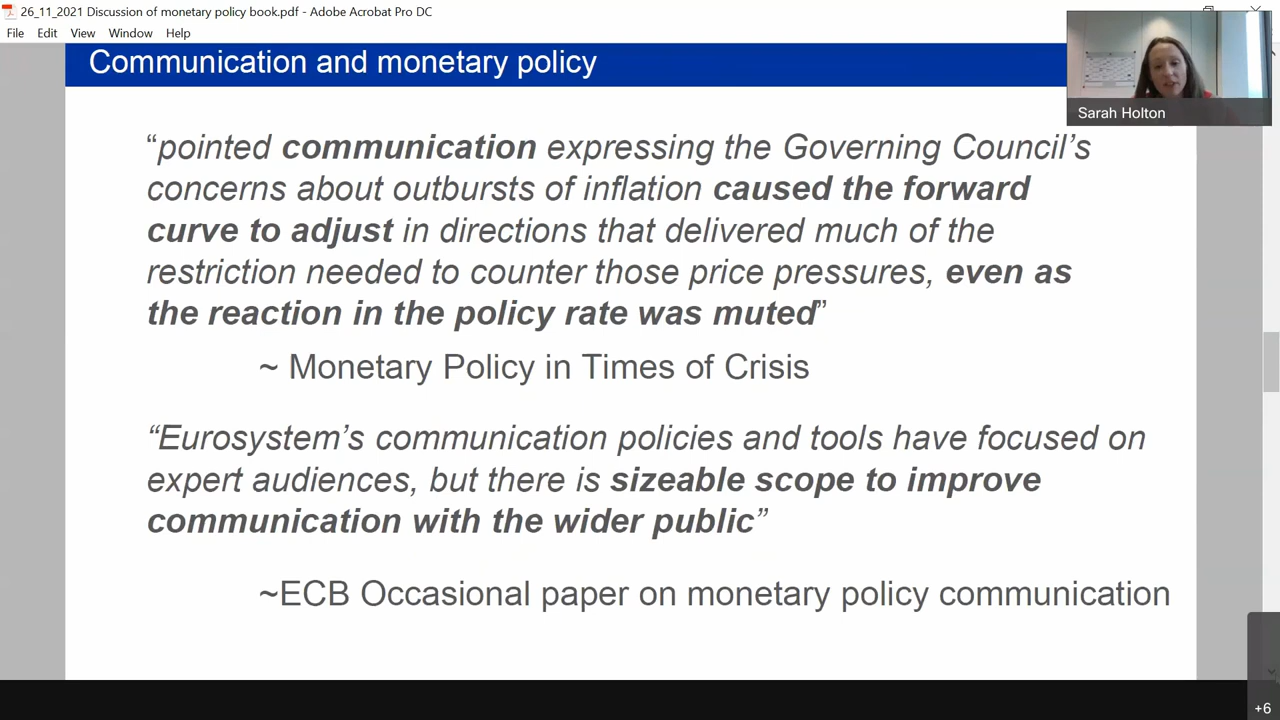 26_11_2021 Discussion of monetary policy book.pdf - Adobe Acrobat Pro DC
File Edit View Window Help
Communication and monetary policy
Sarah Holton
“pointed communication expressing the Governing Council’s
concerns about outbursts of inflation caused the forward
curve to adjust in directions that delivered much of the
restriction needed to counter those price pressures, even as
the reaction in the policy rate was muted”
~ Monetary Policy in Times of Crisis
“Eurosystem’s communication policies and tools have focused on
expert audiences, but there is sizeable scope to improve
communication with the wider public”
~ECB Occasional paper on monetary policy communication
+6